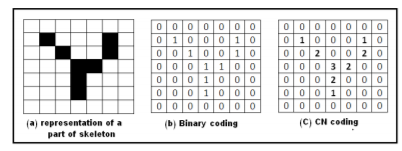 0 0 0 0 0 0 0
0 1 0 0 0 1 0
0 0 1 0 0 1 0
0 0 0 1 1 0 0
0 0 0 1 0 0 0
0 0 0 1 0 0 0
0 0 0 0 0 0 0
0 0 0 0 0 0 0
0 1 0 0 0 1 0
0 0 2 0 0 2 0
0 0 0 3 2 0 0
0 0 0 2 0 0 0
0 0 0 1 0 0 0
0 0 0 0 0 0 0
(a) representation of a
part of skeleton
(b) Binary coding
(C) CN coding